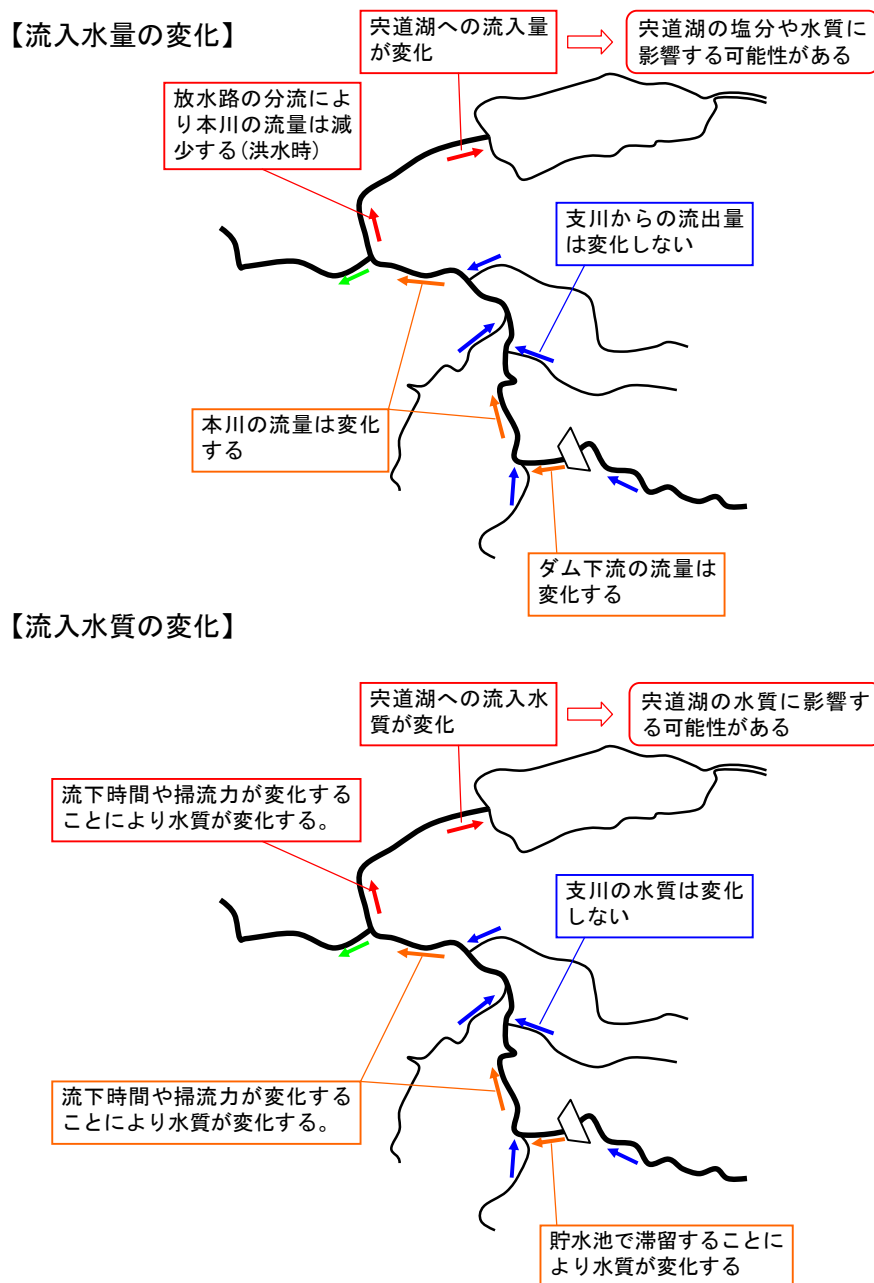 【流入水量の変化】
宍道湖への流入量
が変化
宍道湖の塩分や水質に
影響する可能性がある
放水路の分流によ
り本川の流量は減
少する(洪水時)
支川からの流出量
は変化しない
本川の流量は変化
する
ダム下流の流量は
変化する
【流入水質の変化】
宍道湖への流入水
質が変化
宍道湖の水質に影響す
る可能性がある
流下時間や掃流力が変化する
ことにより水質が変化する。
支川の水質は変化
しない
流下時間や掃流力が変化する
ことにより水質が変化する。
貯水池で滞留することに
より水質が変化する